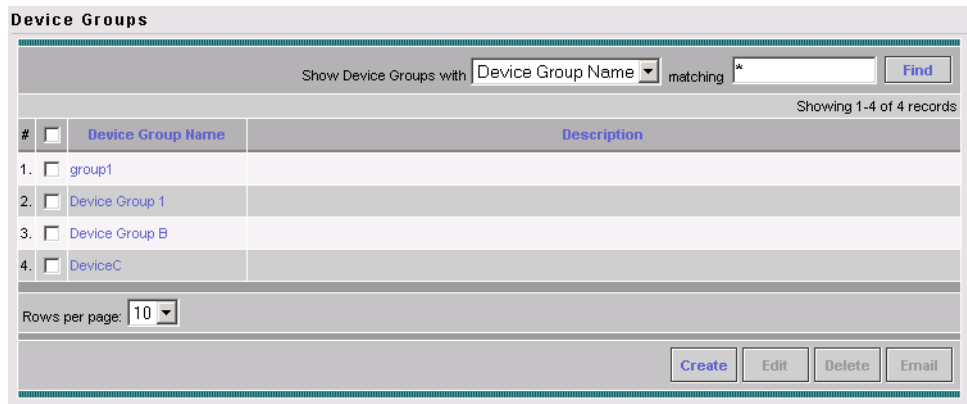 Device Groups
Show Device Groups with Device Group Name matching * Find
Showing 1-4 of 4 records
# Device Group Name Description
1. group1
2. Device Group 1
3. Device Group B
4. DeviceC
Rows per page: 10
Create Edit Delete Email